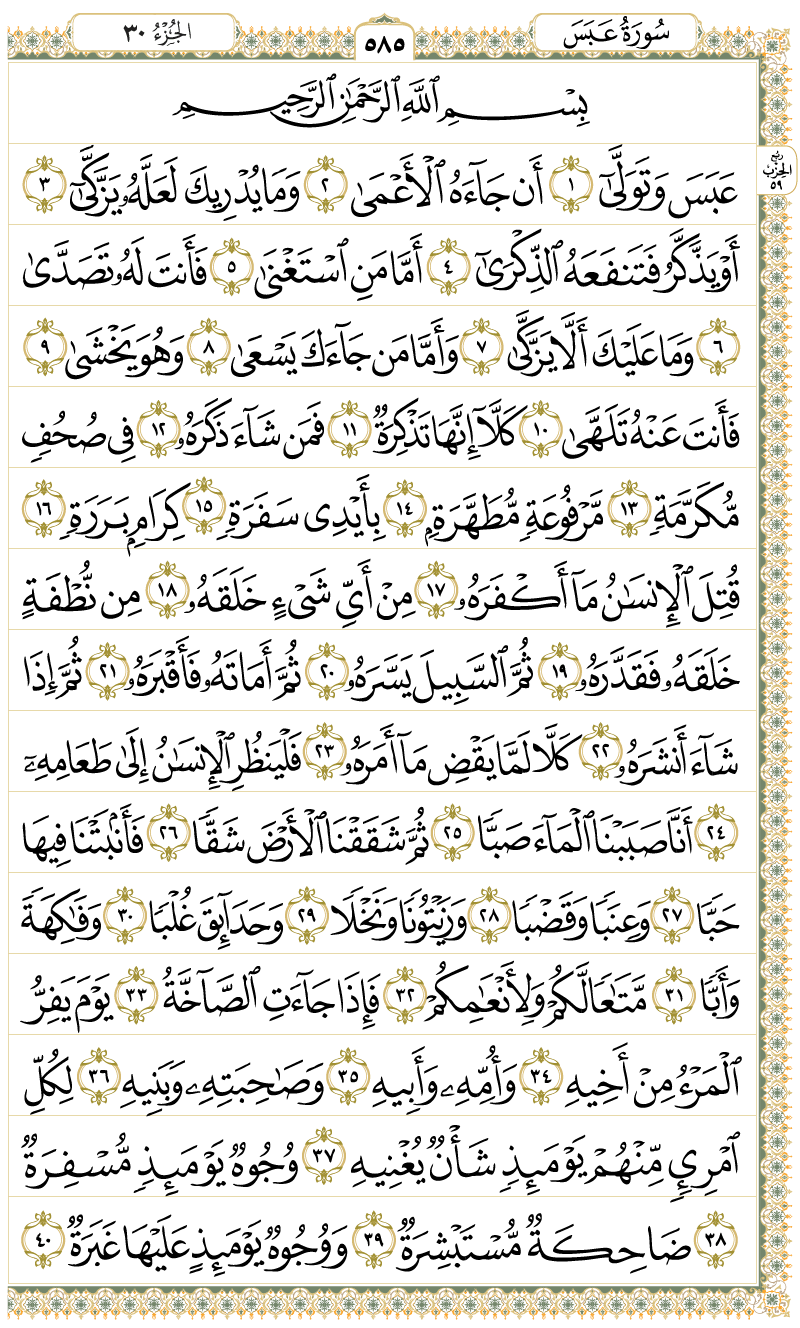 سُورَةُ عَبَسَ
٥٨٥
الجُزْءُ ٣٠
ربع
الحِزْبِ
٥٩
بِسْمِ ٱللَّهِ ٱلرَّحْمَٰنِ ٱلرَّحِيمِ
عَبَسَ وَتَوَلَّىٰٓ ١ أَن جَآءَهُ ٱلْأَعْمَىٰ ٢ وَمَا يُدْرِيكَ لَعَلَّهُۥ يَزَّكَّىٰٓ ٣
أَوْ يَذَّكَّرُ فَتَنفَعَهُ ٱلذِّكْرَىٰٓ ٤ أَمَّا مَنِ ٱسْتَغْنَىٰ ٥ فَأَنتَ لَهُۥ تَصَدَّىٰ
٦ وَمَا عَلَيْكَ أَلَّا يَزَّكَّىٰ ٧ وَأَمَّا مَن جَآءَكَ يَسْعَىٰ ٨ وَهُوَ يَخْشَىٰ ٩
فَأَنتَ عَنْهُ تَلَهَّىٰ ١٠ كَلَّآ إِنَّهَا تَذْكِرَةٌ ١١ فَمَن شَآءَ ذَكَرَهُۥ ١٢ فِى صُحُفٍ
مُّكَرَّمَةٍ ١٣ مَّرْفُوعَةٍ مُّطَهَّرَةٍۭ ١٤ بِأَيْدِى سَفَرَةٍ ١٥ كِرَامٍۭ بَرَرَةٍ ١٦
قُتِلَ ٱلْإِنسَٰنُ مَآ أَكْفَرَهُۥ ١٧ مِنْ أَىِّ شَىْءٍ خَلَقَهُۥ ١٨ مِن نُّطْفَةٍ
خَلَقَهُۥ فَقَدَّرَهُۥ ١٩ ثُمَّ ٱلسَّبِيلَ يَسَّرَهُۥ ٢٠ ثُمَّ أَمَاتَهُۥ فَأَقْبَرَهُۥ ٢١ ثُمَّ إِذَا
شَآءَ أَنشَرَهُۥ ٢٢ كَلَّا لَمَّا يَقْضِ مَآ أَمَرَهُۥ ٢٣ فَلْيَنظُرِ ٱلْإِنسَٰنُ إِلَىٰ طَعَامِهِۦٓ
٢٤ أَنَّا صَبَبْنَا ٱلْمَآءَ صَبًّا ٢٥ ثُمَّ شَقَقْنَا ٱلْأَرْضَ شَقًّا ٢٦ فَأَنۢبَتْنَا فِيهَا
حَبًّا ٢٧ وَعِنَبًا وَقَضْبًا ٢٨ وَزَيْتُونًا وَنَخْلًا ٢٩ وَحَدَآئِقَ غُلْبًا ٣٠ وَفَٰكِهَةً
وَأَبًّا ٣١ مَّتَٰعًا لَّكُمْ وَلِأَنْعَٰمِكُمْ ٣٢ فَإِذَا جَآءَتِ ٱلصَّآخَّةُ ٣٣ يَوْمَ يَفِرُّ
ٱلْمَرْءُ مِنْ أَخِيهِ ٣٤ وَأُمِّهِۦ وَأَبِيهِ ٣٥ وَصَٰحِبَتِهِۦ وَبَنِيهِ ٣٦ لِكُلِّ
ٱمْرِئٍ مِّنْهُمْ يَوْمَئِذٍ شَأْنٌ يُغْنِيهِ ٣٧ وُجُوهٌ يَوْمَئِذٍ مُّسْفِرَةٌ
٣٨ ضَاحِكَةٌ مُّسْتَبْشِرَةٌ ٣٩ وَوُجُوهٌ يَوْمَئِذٍ عَلَيْهَا غَبَرَةٌ ٤٠